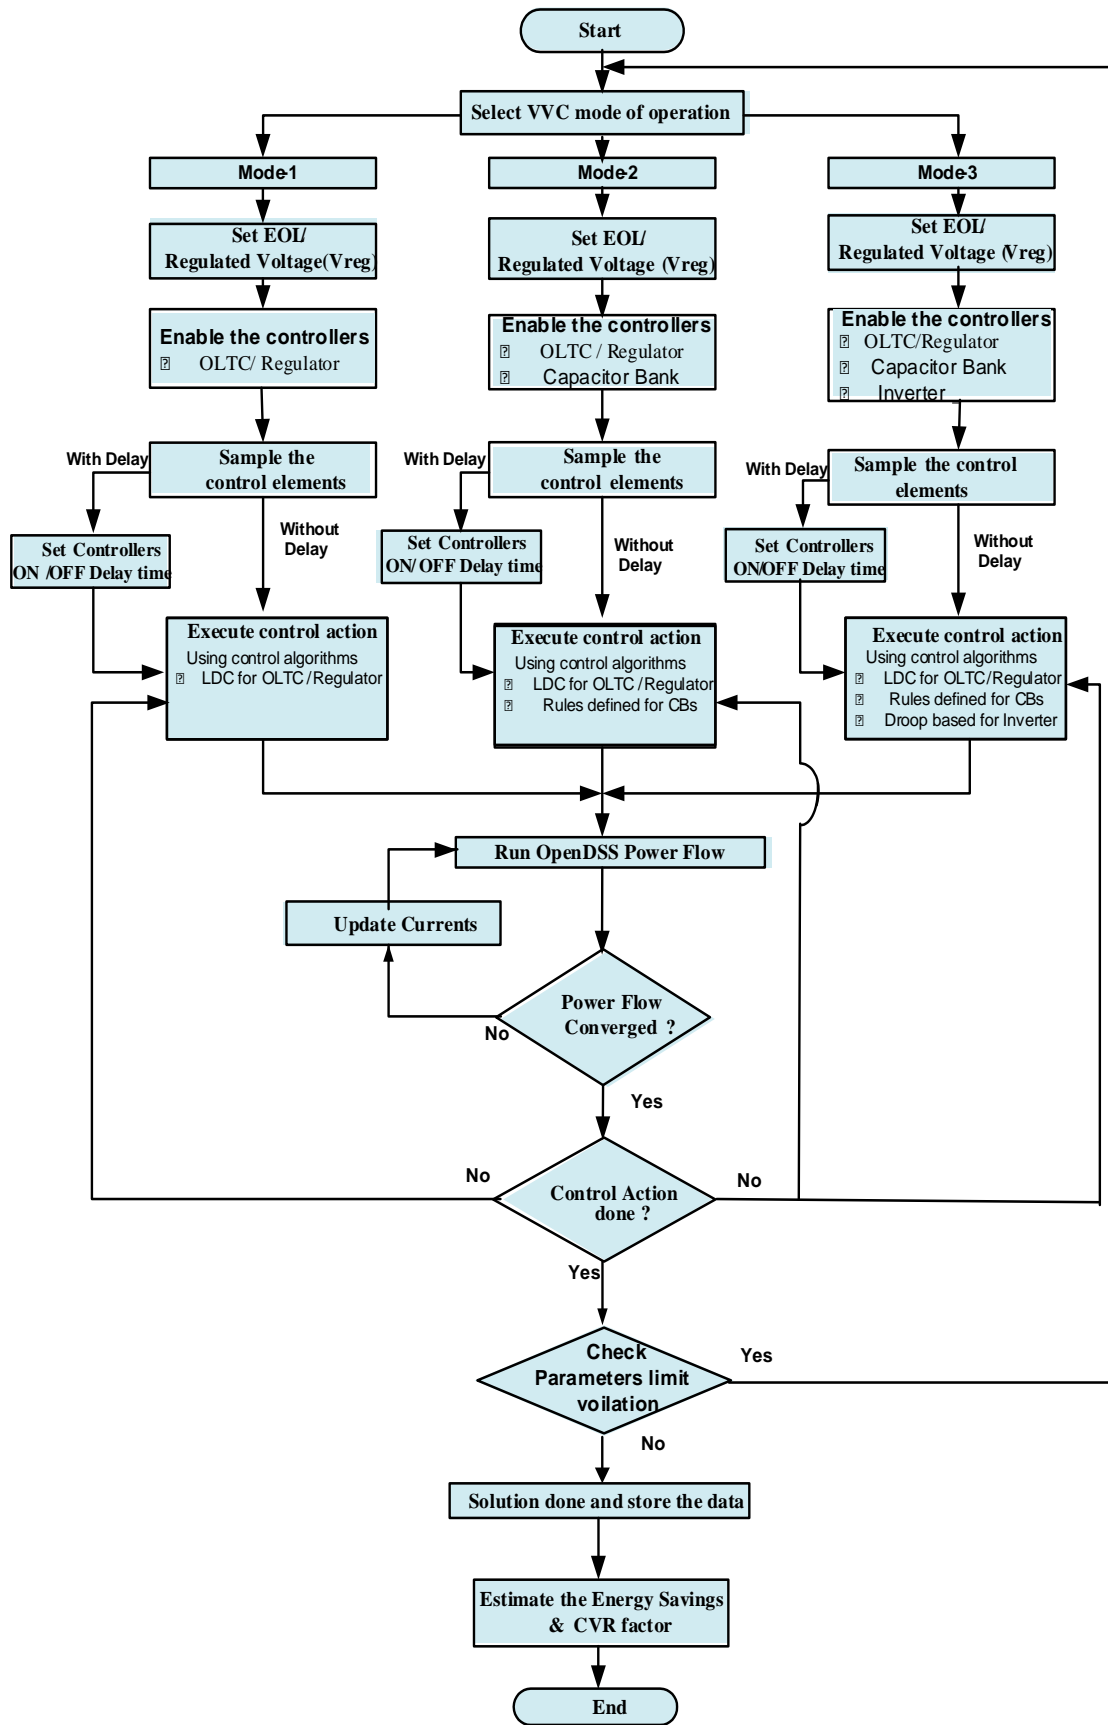 Start
Select VVC mode of operation
Mode-1
Mode-2
Mode-3
Set EOL/
Regulated Voltage(Vreg)
Set EOL/
Regulated Voltage (Vreg)
Set EOL/
Regulated Voltage (Vreg)
Enable the controllers
OLTC/ Regulator
Enable the controllers
OLTC / Regulator
Capacitor Bank
Enable the controllers
OLTC/Regulator
Capacitor Bank
Inverter
With Delay
Sample the
control elements
With Delay
Sample the
control elements
With Delay
Sample the control
elements
Set Controllers
ON /OFF Delay time
Without
Delay
Set Controllers
ON/ OFF Delay time
Without
Delay
Set Controllers
ON/OFF Delay time
Without
Delay
Execute control action
Using control algorithms
LDC for OLTC /Regulator
Execute control action
Using control algorithms
LDC for OLTC /Regulator
Rules defined for CBs
Execute control action
Using control algorithms
LDC for OLTC /Regulator
Rules defined for CBs
Droop based for Inverter
Run OpenDSS Power Flow
Update Currents
Power Flow
Converged ?
No
Yes
No
Control Action
done ?
No
Yes
Check
Parameters limit
voilation
Yes
No
Solution done and store the data
Estimate the Energy Savings
& CVR factor
End